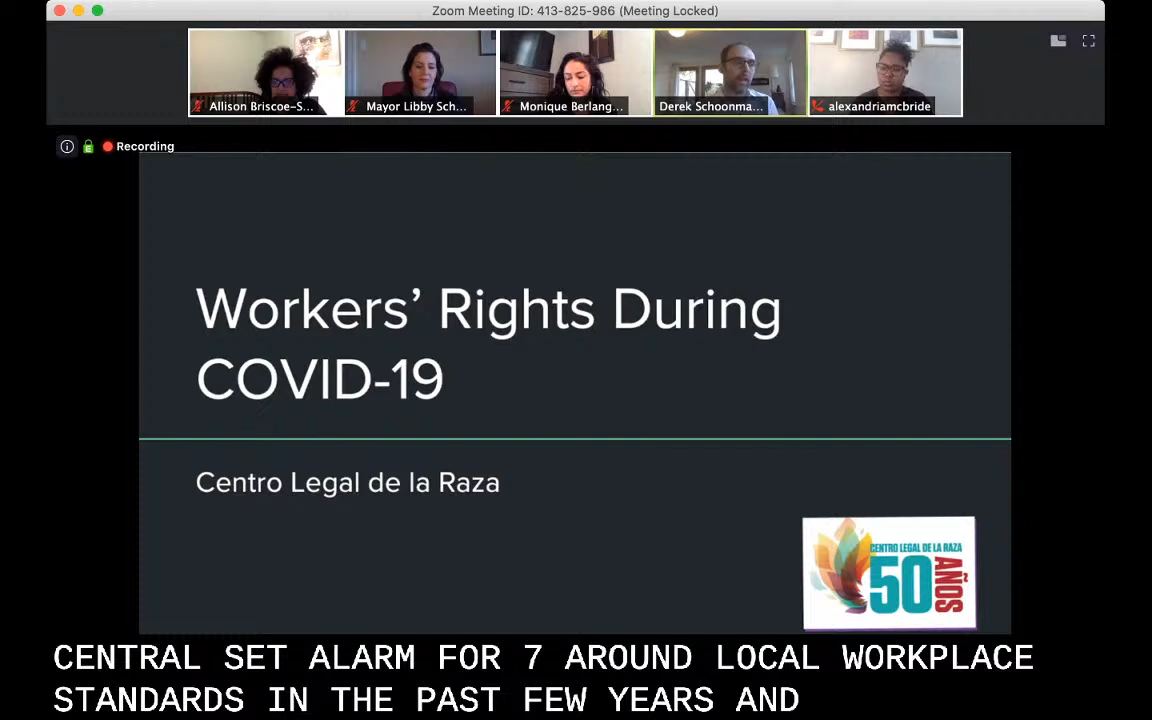 Zoom Meeting ID: 413-825-986 (Meeting Locked)
Allison Briscoe-S...
Mayor Libby Sch...
Monique Berlang...
Derek Schoonma...
alexandriamcbride
Recording
Workers’ Rights During
COVID-19
Centro Legal de la Raza
CENTRO LEGAL DE LA RAZA
50
AÑOS
CENTRAL SET ALARM FOR 7 AROUND LOCAL WORKPLACE
STANDARDS IN THE PAST FEW YEARS AND